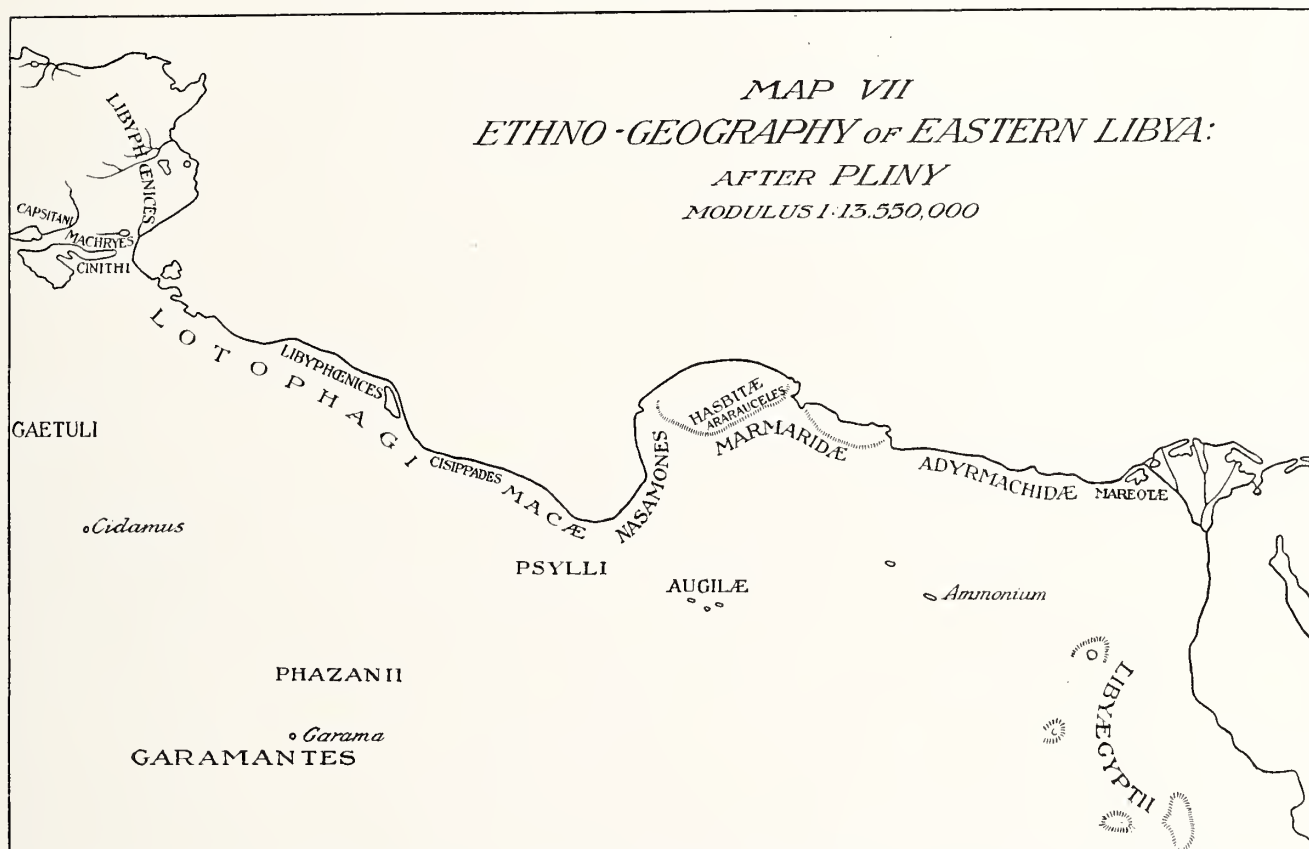 MAP VII
ETHNO-GEOGRAPHY OF EASTERN LIBYA:
AFTER PLINY
MODULUS 1:13.550,000
LIBYPHŒNICES
CAPSITANI
MACHRYES
CINITHI
LOTOPHAGI
LIBYPHŒNICES
GAETULI
CISIPPADES
MACÆ
NASAMONES
HASBITÆ
ARARAUCELES
MARMARIDÆ
ADYRMACHIDÆ
MAREOTÆ
Cidamus
PSYLLI
AUGILÆ
Ammonium
PHAZANII
Garama
GARAMANTES
LIBYÆGYPTII